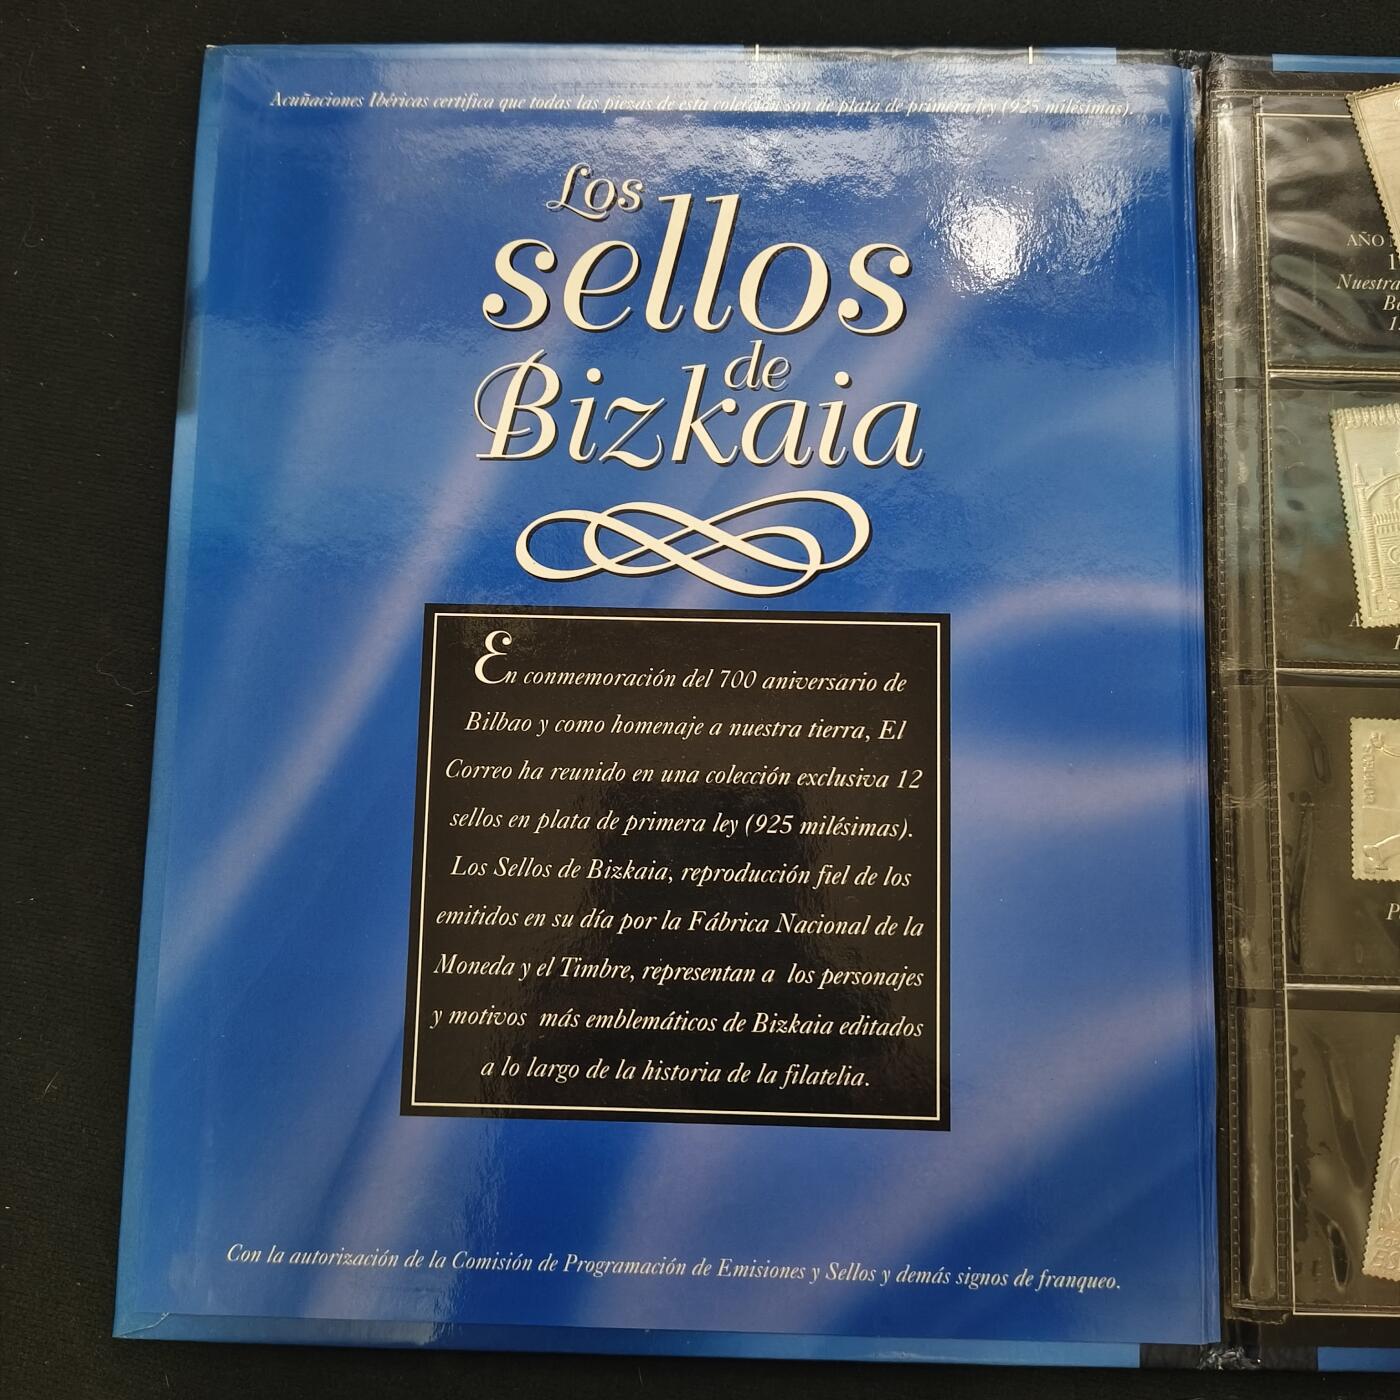 Acuñaciones Ibéricas certifica que todas las piezas de esta colección son de plata de primera ley (925 milésimas).
Los
sellos
de
Bizkaia
En conmemoración del 700 aniversario de
Bilbao y como homenaje a nuestra tierra, El
Correo ha reunido en una colección exclusiva 12
sellos en plata de primera ley (925 milésimas).
Los Sellos de Bizkaia, reproducción fiel de los
emitidos en su día por la Fábrica Nacional de la
Moneda y el Timbre, representan a los personajes
y motivos más emblemáticos de Bizkaia editados
a lo largo de la historia de la filatelia.
Con la autorización de la Comisión de Programación de Emisiones y Sellos y demás signos de franqueo.
AÑO
Nuestra
CORREOS